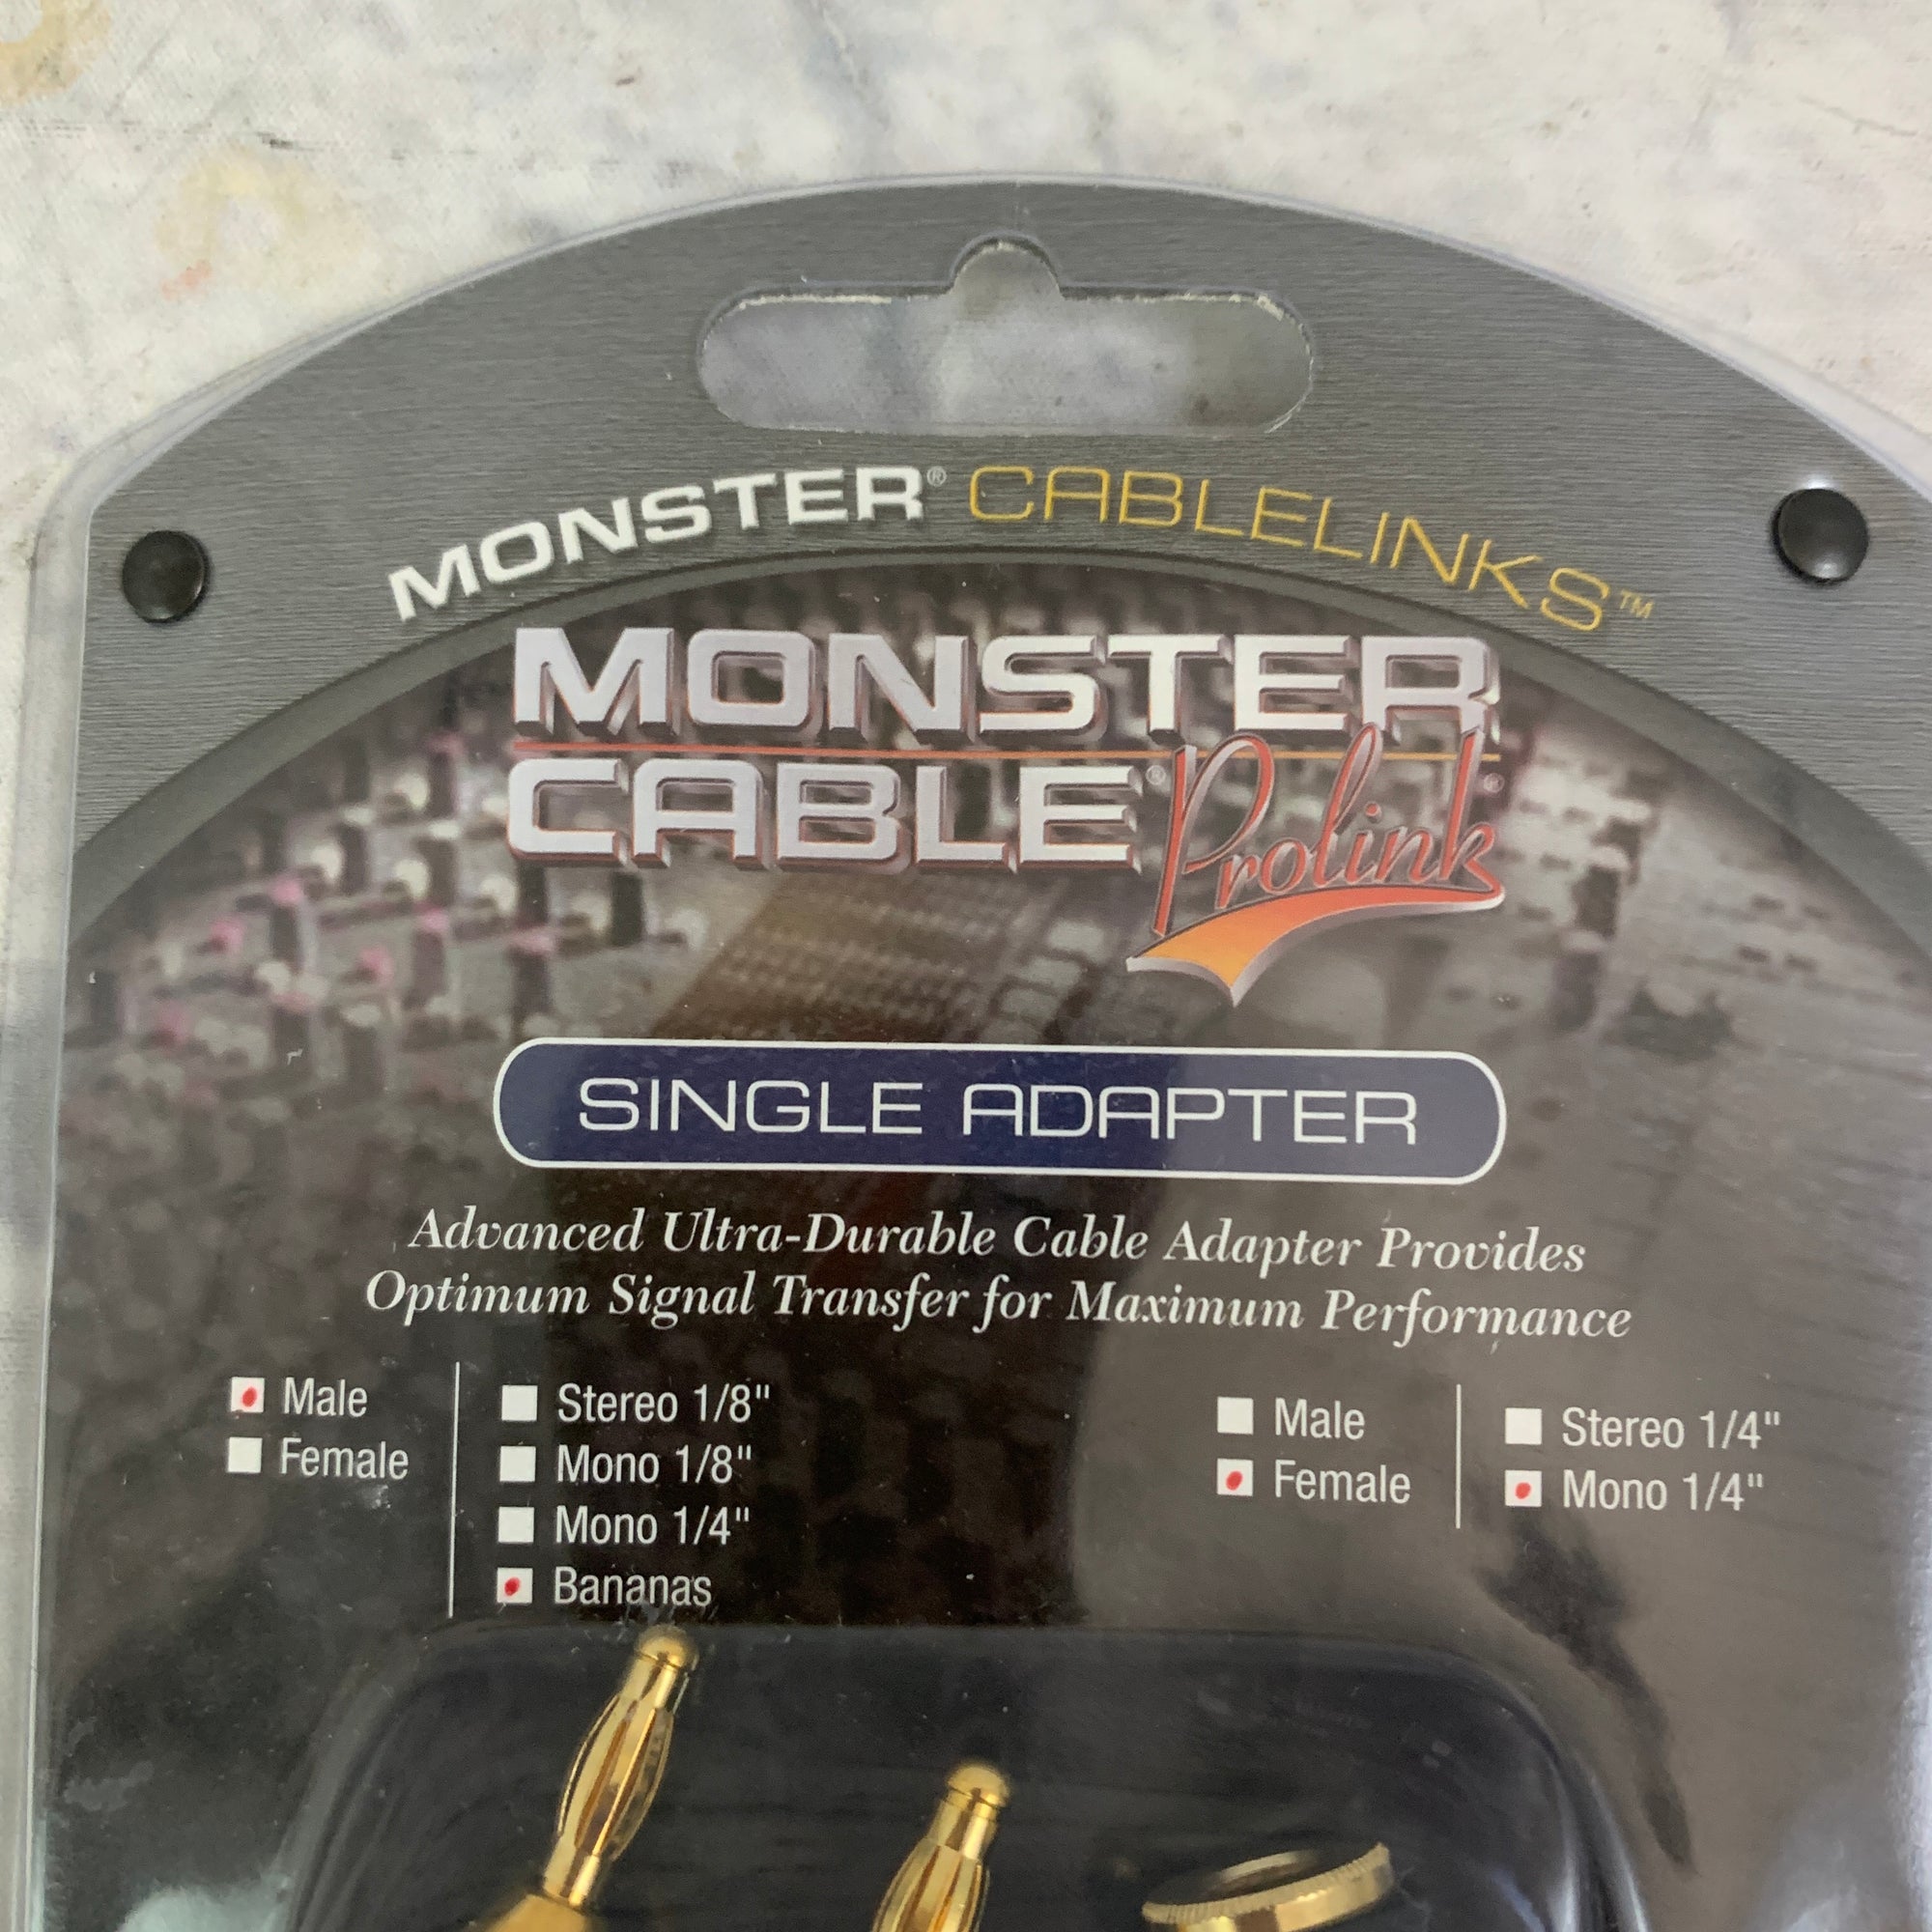 MONSTER® CABLELINKS™
MONSTER
CABLE® Prolink®
SINGLE ADAPTER
Advanced Ultra-Durable Cable Adapter Provides
Optimum Signal Transfer for Maximum Performance
Male
Female
Stereo 1/8"
Mono 1/8"
Mono 1/4"
Bananas
Male
Female
Stereo 1/4"
Mono 1/4"